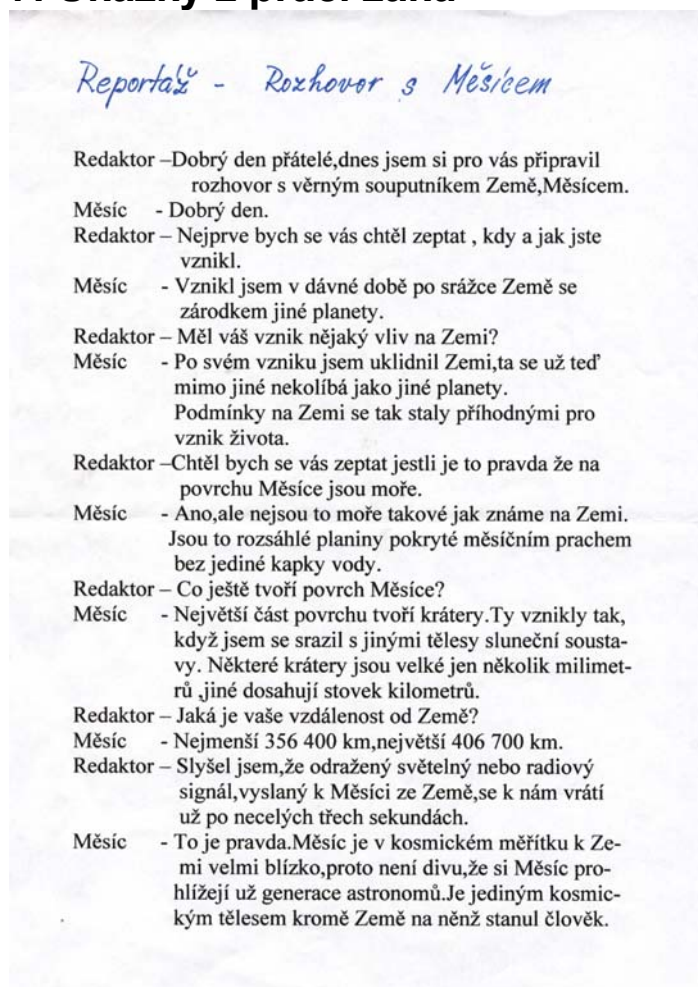 Reportáž - Rozhovor s Měsícem
Redaktor –Dobrý den přátelé,dnes jsem si pro vás připravil
rozhovor s věrným souputníkem Země,Měsícem.
Měsíc - Dobrý den.
Redaktor – Nejprve bych se vás chtěl zeptat , kdy a jak jste
vznikl.
Měsíc - Vznikl jsem v dávné době po srážce Země se
zárodkem jiné planety.
Redaktor – Měl váš vznik nějaký vliv na Zemi?
Měsíc - Po svém vzniku jsem uklidnil Zemi,ta se už teď
mimo jiné nekolíbá jako jiné planety.
Podmínky na Zemi se tak staly příhodnými pro
vznik života.
Redaktor –Chtěl bych se vás zeptat jestli je to pravda že na
povrchu Měsíce jsou moře.
Měsíc - Ano,ale nejsou to moře takové jak známe na Zemi.
Jsou to rozsáhlé planiny pokryté měsíčním prachem
bez jediné kapky vody.
Redaktor – Co ještě tvoří povrch Měsíce?
Měsíc - Největší část povrchu tvoří krátery.Ty vznikly tak,
když jsem se srazil s jinými tělesy sluneční sousta-
vy. Některé krátery jsou velké jen několik milimet-
rů ,jiné dosahují stovek kilometrů.
Redaktor – Jaká je vaše vzdálenost od Země?
Měsíc - Nejmenší 356 400 km,největší 406 700 km.
Redaktor – Slyšel jsem,že odražený světelný nebo radiový
signál,vyslaný k Měsíci ze Země,se k nám vrátí
už po necelých třech sekundách.
Měsíc - To je pravda.Měsíc je v kosmickém měřítku k Ze-
mi velmi blízko,proto není divu,že si Měsíc pro-
hlížejí už generace astronomů.Je jediným kosmic-
kým tělesem kromě Země na němž stanul člověk.